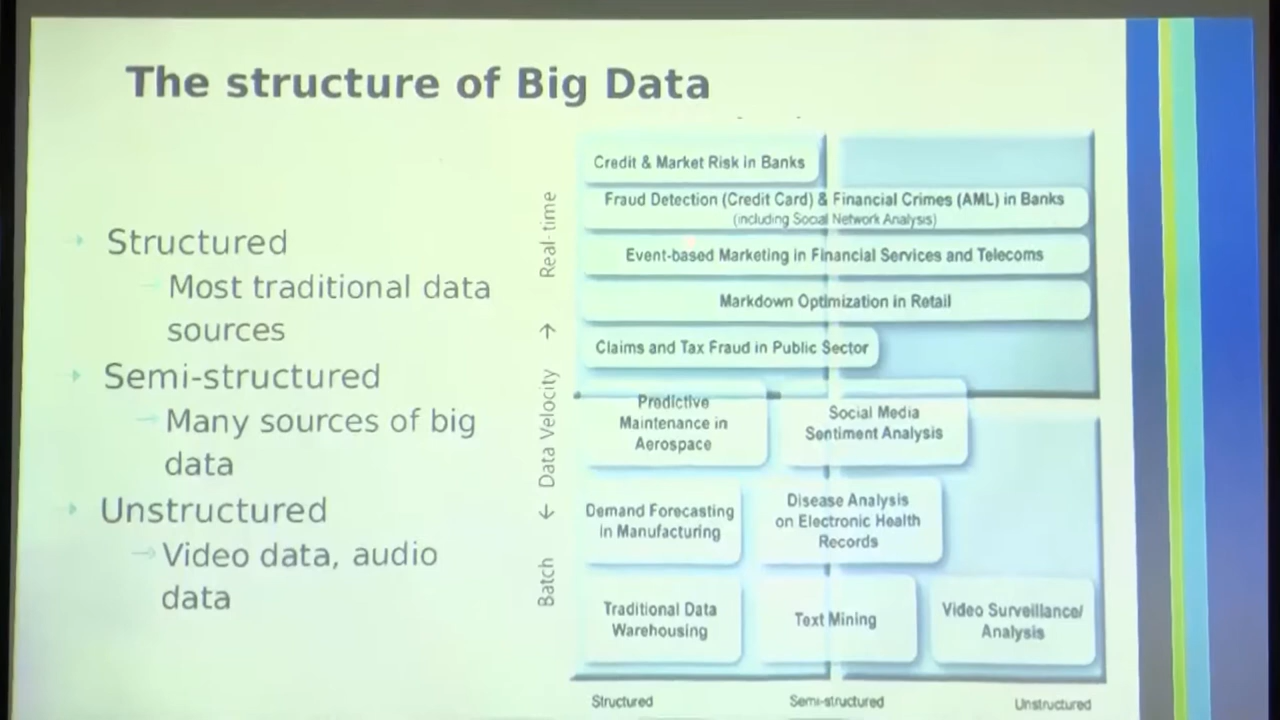 The structure of Big Data
Structured
Most traditional data
sources
Semi-structured
Many sources of big
data
Unstructured
Video data, audio
data
Real-time
→
Data Velocity
←
Batch
Credit & Market Risk in Banks
Fraud Detection (Credit Card) & Financial Crimes (AML) in Banks
(including Social Network Analysis)
Event-based Marketing in Financial Services and Telecoms
Markdown Optimization in Retail
Claims and Tax Fraud in Public Sector
Predictive
Maintenance in
Aerospace
Social Media
Sentiment Analysis
Demand Forecasting
in Manufacturing
Disease Analysis
on Electronic Health
Records
Traditional Data
Warehousing
Text Mining
Video Surveillance/
Analysis
Structured
Semi-structured
Unstructured